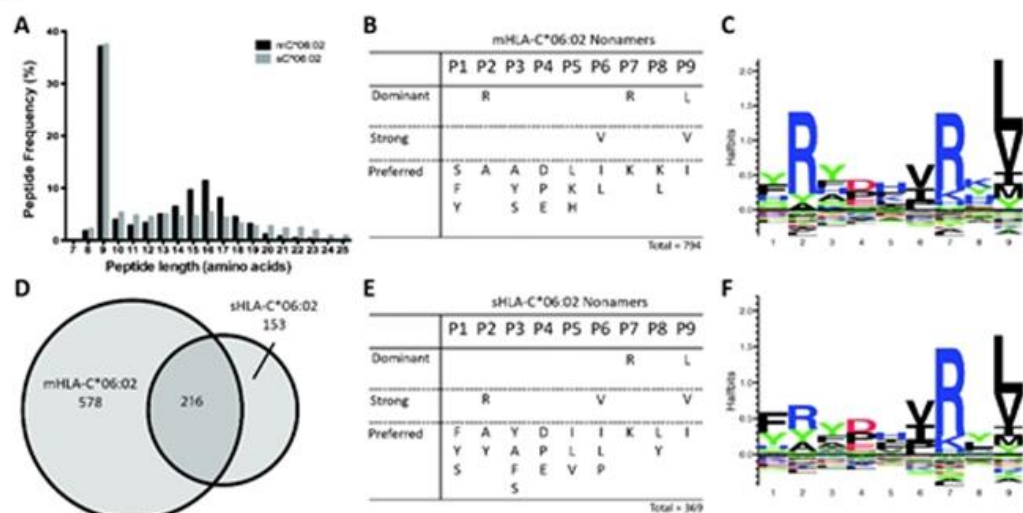 A
40
30
20
10
0
Peptide Frequency (%)
mC*06:02
sC*06:02
7 8 9 10 11 12 13 14 15 16 17 18 19 20 21 22 23 24 25
Peptide length (amino acids)
B
mHLA-C*06:02 Nonamers
P1 P2 P3 P4 P5 P6 P7 P8 P9
Dominant R R L
Strong V V
Preferred S A A D L I K K I
F Y P K L L
Y S E H
Total = 794
C
2.0
1.5
1.0
0.5
0.0
Halfbits
R R L
V V
I
1 2 3 4 5 6 7 8 9
D
sHLA-C*06:02
153
mHLA-C*06:02
578
216
E
sHLA-C*06:02 Nonamers
P1 P2 P3 P4 P5 P6 P7 P8 P9
Dominant R L
Strong R V V
Preferred F A Y D I I K L I
Y Y A P L L Y
S F E V P
S
Total = 369
F
2.0
1.5
1.0
0.5
0.0
Halfbits
F R Y D V R L
K V
I
1 2 3 4 5 6 7 8 9